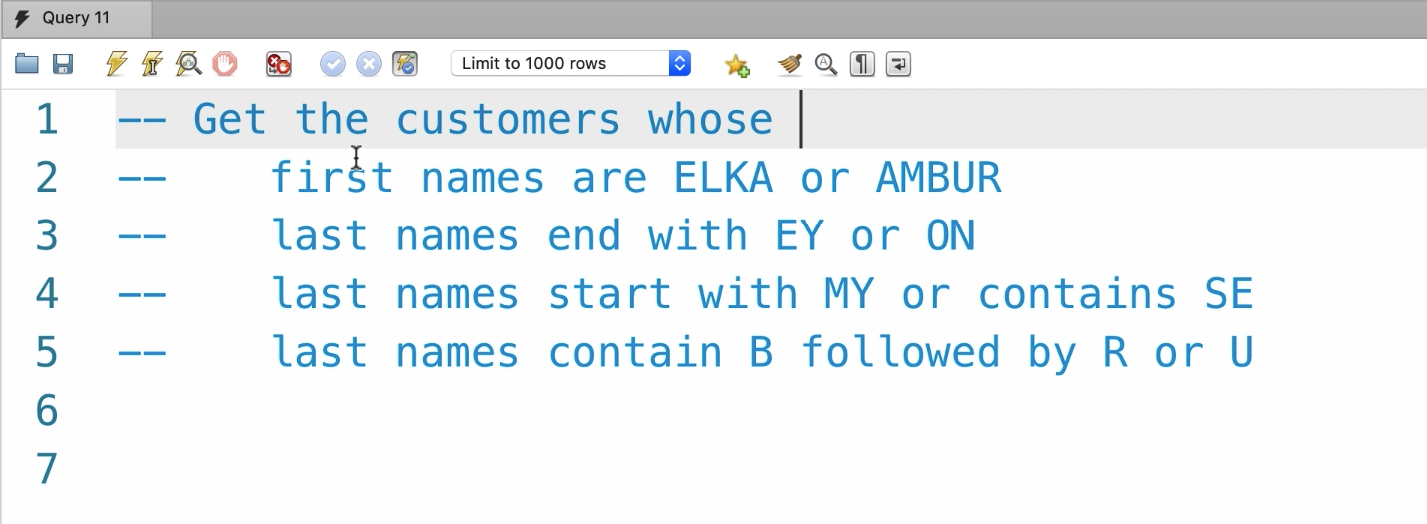 Query 11
Limit to 1000 rows
1 -- Get the customers whose
2 -- first names are ELKA or AMBUR
3 -- last names end with EY or ON
4 -- last names start with MY or contains SE
5 -- last names contain B followed by R or U
6
7